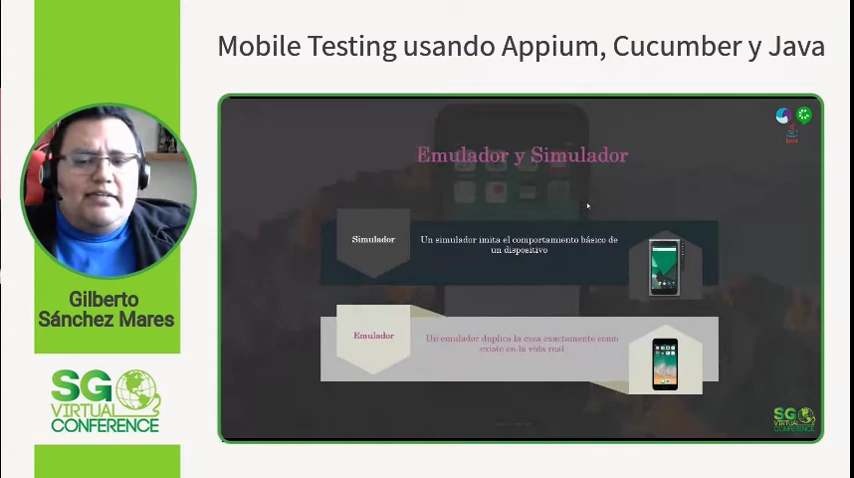 Mobile Testing usando Appium, Cucumber y Java
Emulador y Simulador
Simulador
Un simulador imita el comportamiento básico de
un dispositivo
Emulador
Un emulador duplica la cosa exactamente como
existe en la vida real
Gilberto
Sánchez Mares
SG
VIRTUAL
CONFERENCE
Java
SG
VIRTUAL
CONFERENCE